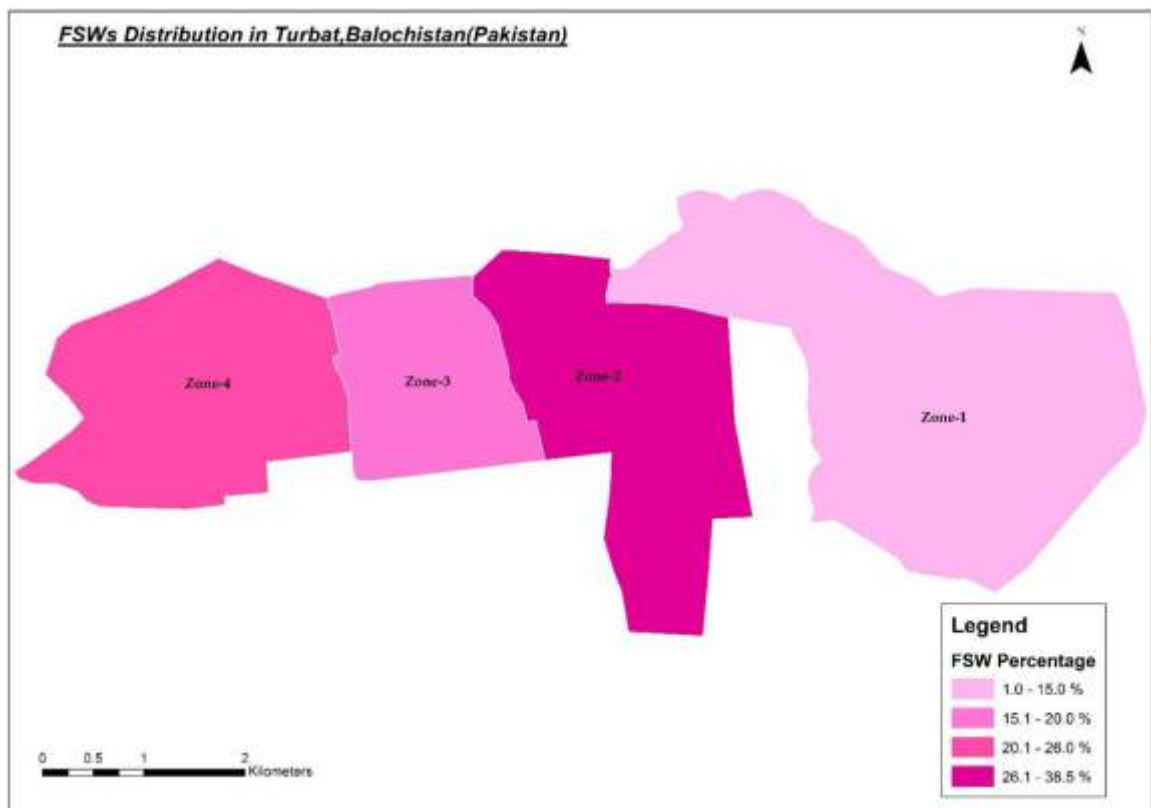 FSWs Distribution in Turbat,Balochistan(Pakistan)
N
Zone-4
Zone-3
Zone-2
Zone-1
Legend
FSW Percentage
1.0 - 15.0 %
15.1 - 20.0 %
20.1 - 26.0 %
26.1 - 38.5 %
0 0.5 1 2
Kilometers